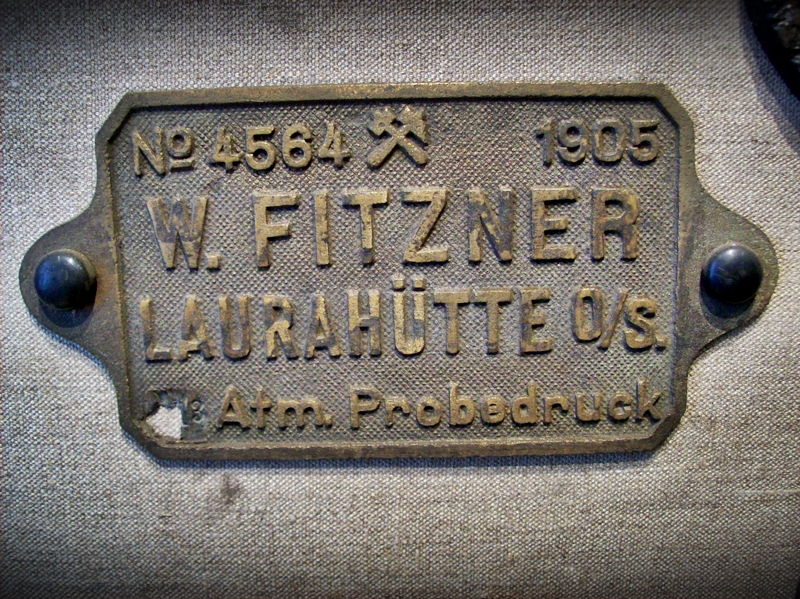 No 4564 1905
W. FITZNER
LAURAHÜTTE O/S.
Atm. Probedruck